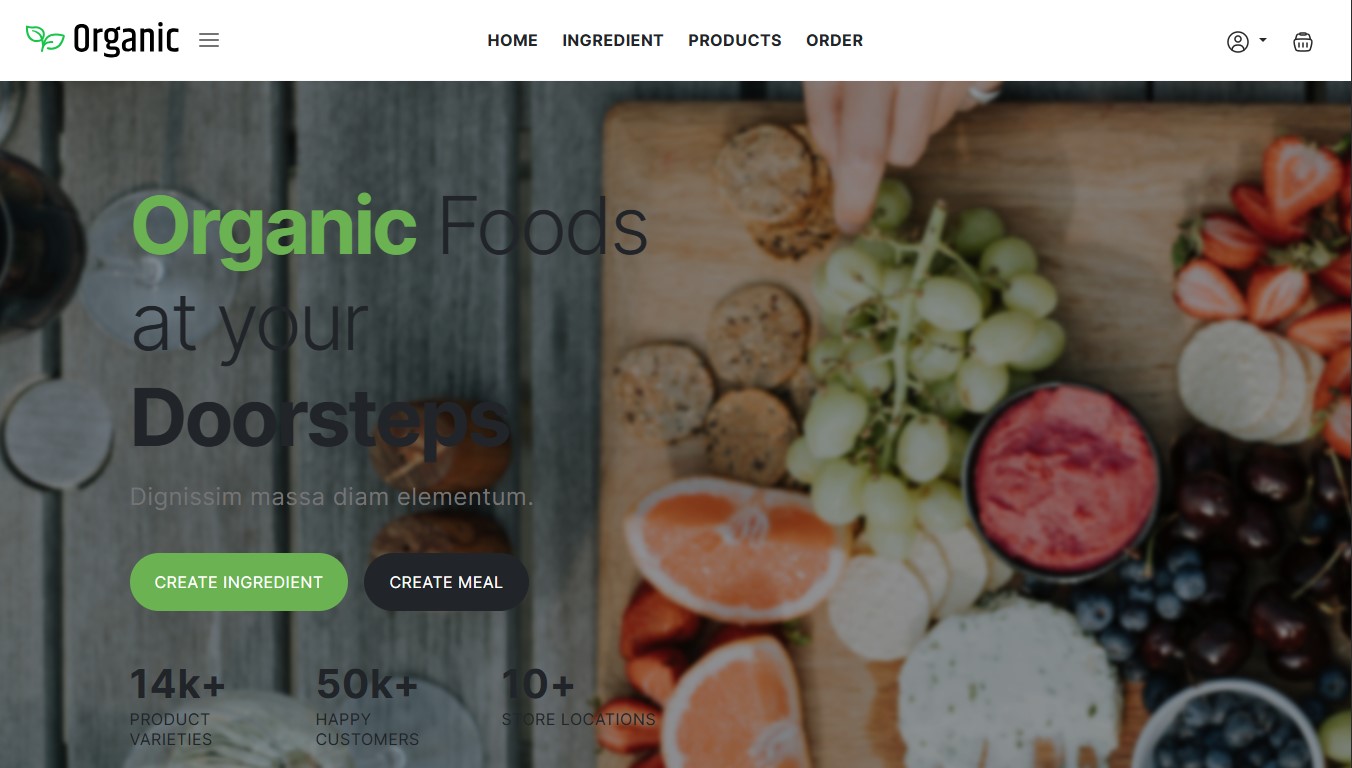 Organic
HOME INGREDIENT PRODUCTS ORDER
Organic Foods
at your
Doorsteps
Dignissim massa diam elementum.
CREATE INGREDIENT CREATE MEAL
14k+ 50k+ 10+
PRODUCT HAPPY STORE LOCATIONS
VARIETIES CUSTOMERS